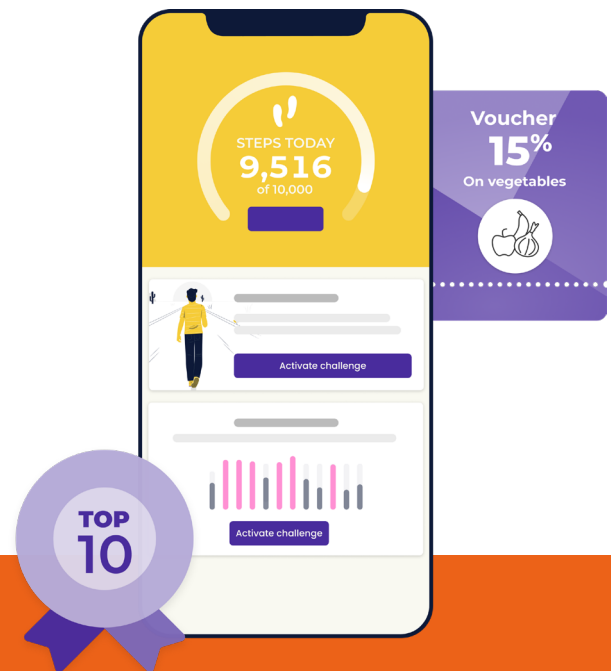 STEPS TODAY
9,516
of 10,000
Voucher
15%
On vegetables
Activate challenge
Activate challenge
TOP
10